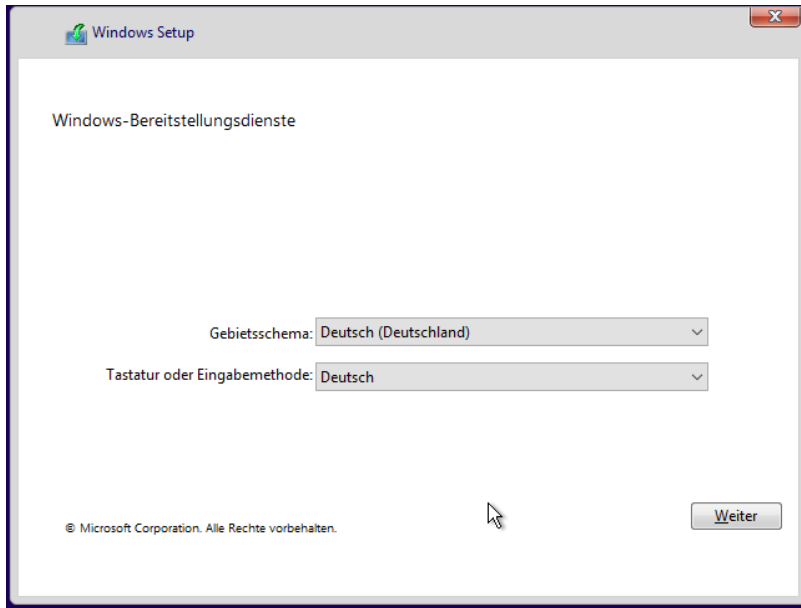 Windows Setup
Windows-Bereitstellungsdienste
Gebietsschema: Deutsch (Deutschland)
Tastatur oder Eingabemethode: Deutsch
© Microsoft Corporation. Alle Rechte vorbehalten.
Weiter